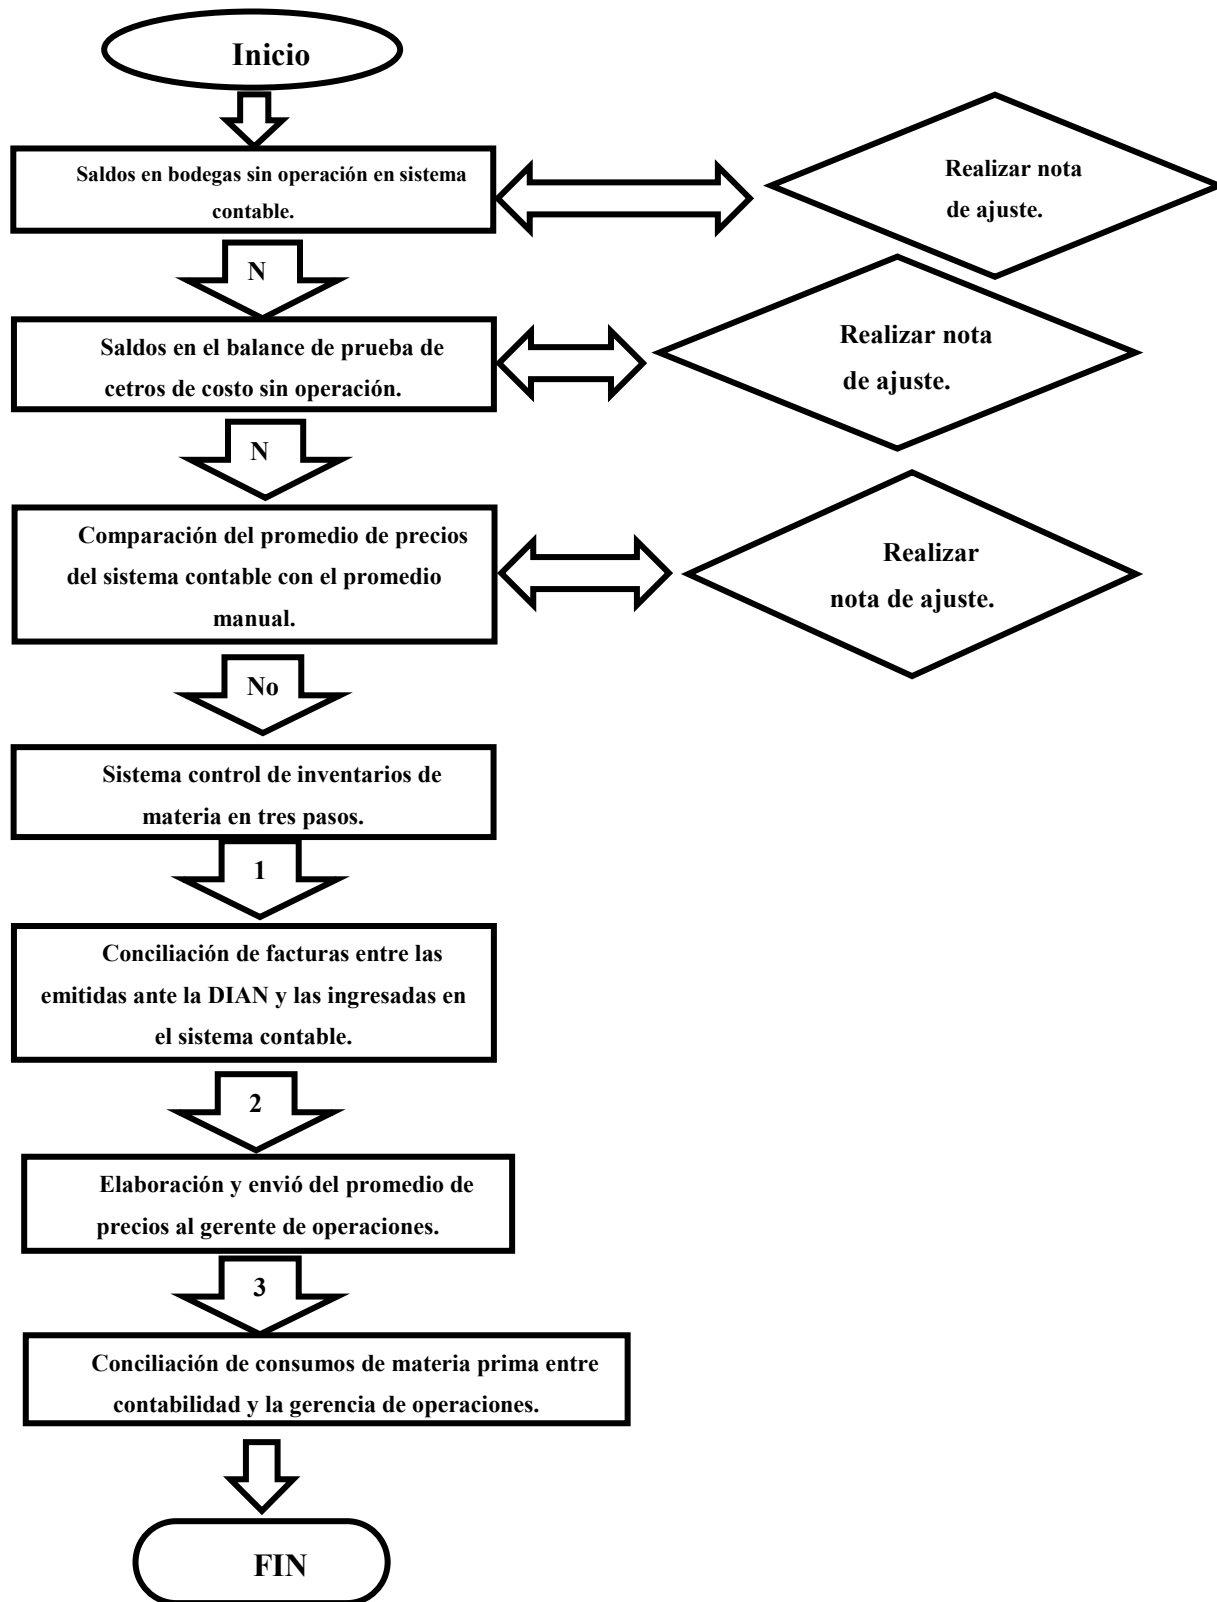 Inicio
Saldos en bodegas sin operación en sistema
contable.
Realizar nota
de ajuste.
N
Saldos en el balance de prueba de
cetros de costo sin operación.
Realizar nota
de ajuste.
N
Comparación del promedio de precios
del sistema contable con el promedio
manual.
Realizar
nota de ajuste.
No
Sistema control de inventarios de
materia en tres pasos.
1
Conciliación de facturas entre las
emitidas ante la DIAN y las ingresadas en
el sistema contable.
2
Elaboración y envió del promedio de
precios al gerente de operaciones.
3
Conciliación de consumos de materia prima entre
contabilidad y la gerencia de operaciones.
FIN